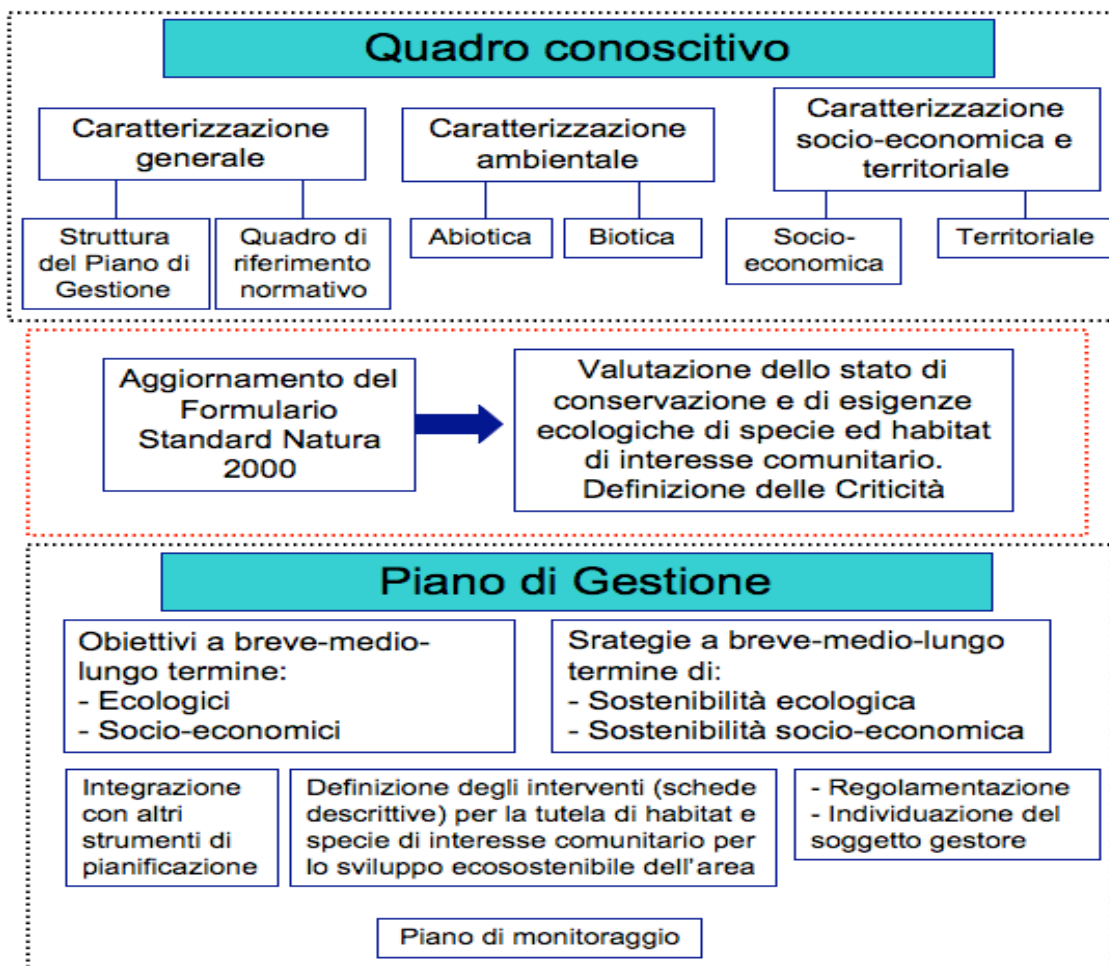 Quadro conoscitivo
Caratterizzazione
generale
Caratterizzazione
ambientale
Caratterizzazione
socio-economica e
territoriale
Struttura
del Piano di
Gestione
Quadro di
riferimento
normativo
Abiotica
Biotica
Socio-
economica
Territoriale
Aggiornamento del
Formulario
Standard Natura
2000
Valutazione dello stato di
conservazione e di esigenze
ecologiche di specie ed habitat
di interesse comunitario.
Definizione delle Criticità
Piano di Gestione
Obiettivi a breve-medio-
lungo termine:
- Ecologici
- Socio-economici
Srategie a breve-medio-lungo
termine di:
- Sostenibilità ecologica
- Sostenibilità socio-economica
Integrazione
con altri
strumenti di
pianificazione
Definizione degli interventi (schede
descrittive) per la tutela di habitat e
specie di interesse comunitario per
lo sviluppo ecosostenibile dell'area
- Regolamentazione
- Individuazione del
soggetto gestore
Piano di monitoraggio